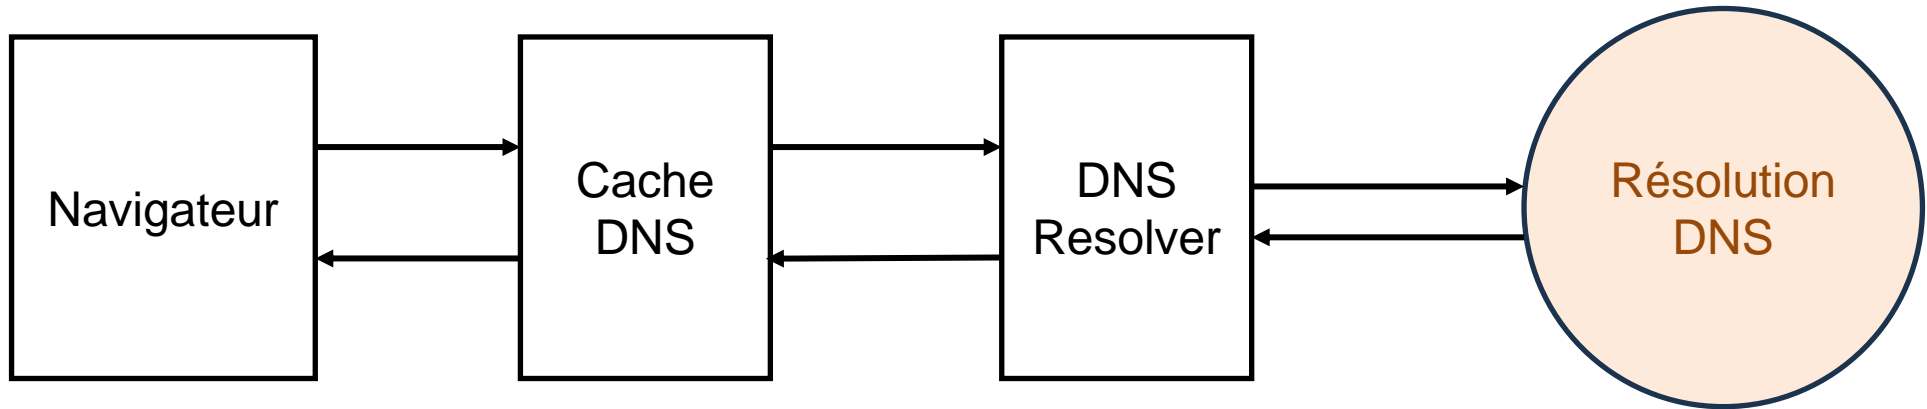 Navigateur
Cache
DNS
DNS
Resolver
Résolution
DNS